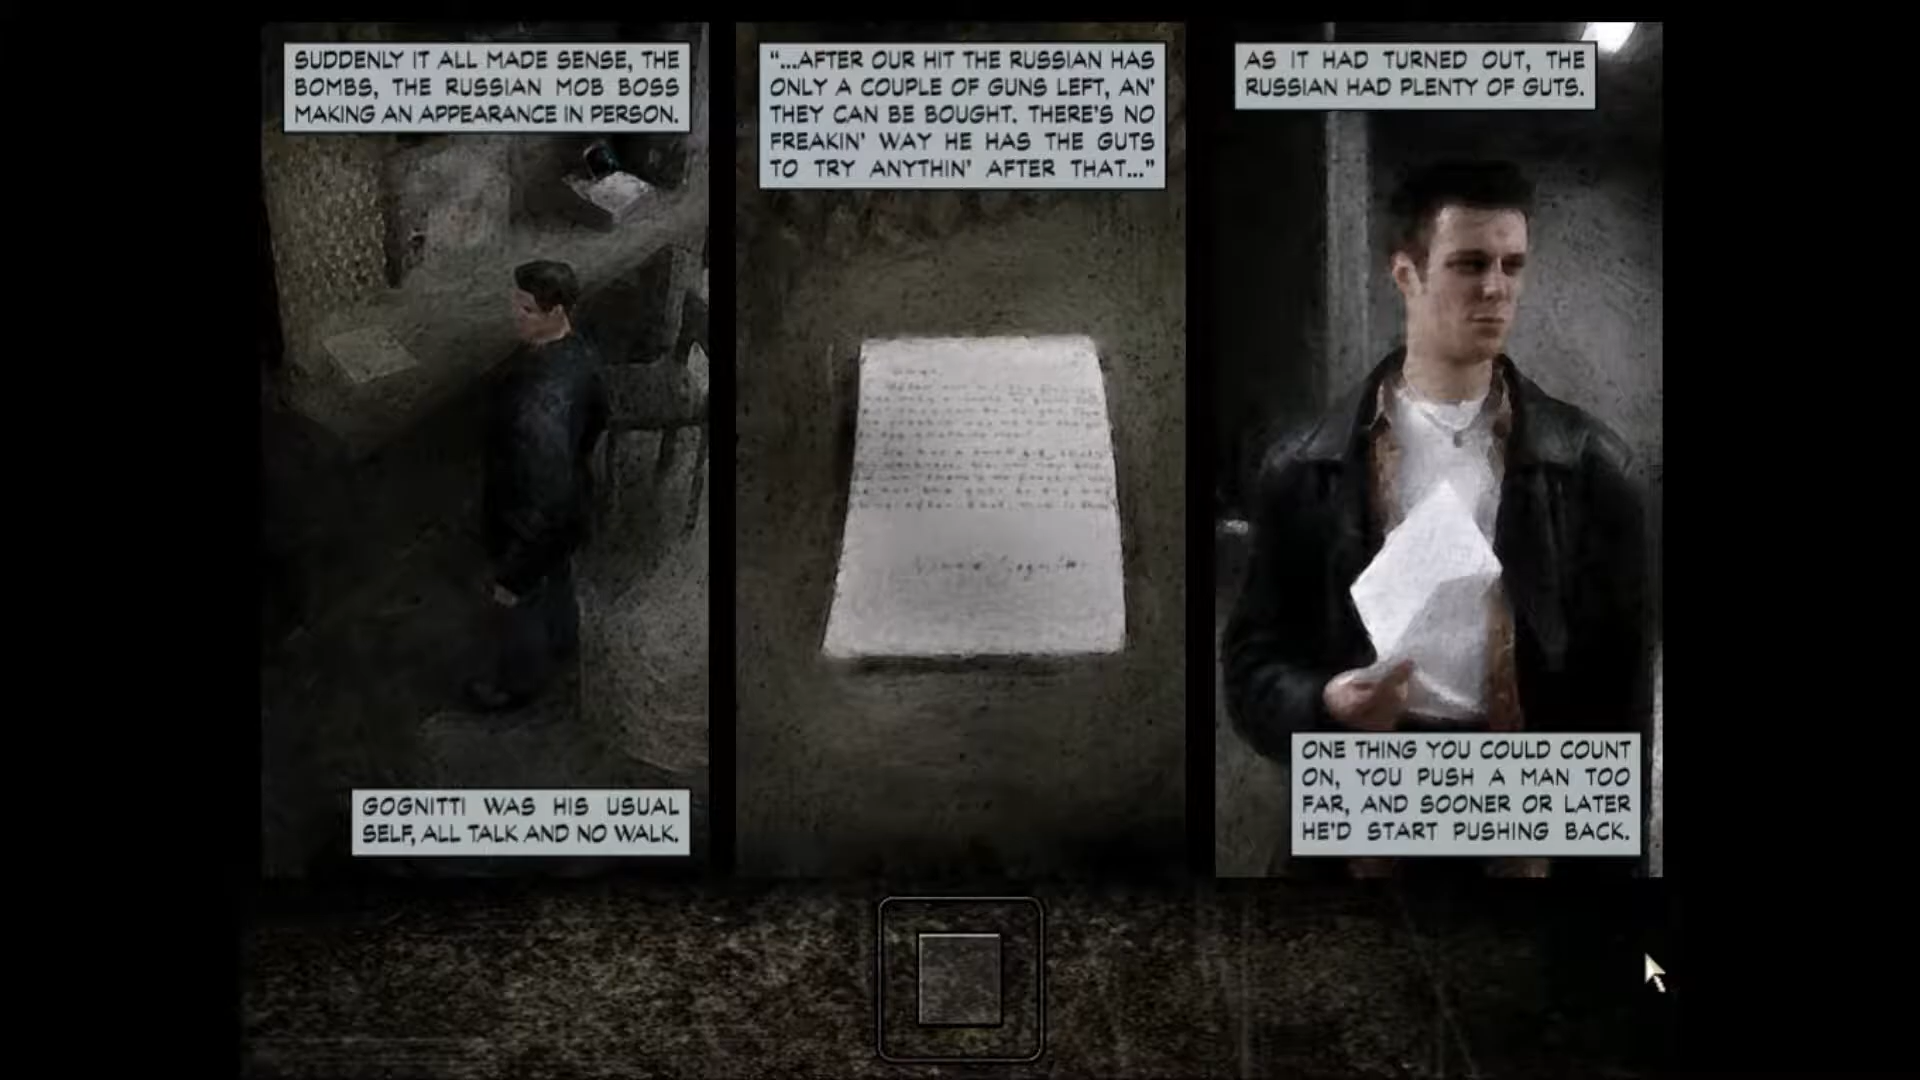 SUDDENLY IT ALL MADE SENSE, THE
BOMBS, THE RUSSIAN MOB BOSS
MAKING AN APPEARANCE IN PERSON.
GOGNITTI WAS HIS USUAL
SELF, ALL TALK AND NO WALK.
“...AFTER OUR HIT THE RUSSIAN HAS
ONLY A COUPLE OF GUNS LEFT, AN’
THEY CAN BE BOUGHT. THERE’S NO
FREAKIN’ WAY HE HAS THE GUTS
TO TRY ANYTHIN’ AFTER THAT...”
AS IT HAD TURNED OUT, THE
RUSSIAN HAD PLENTY OF GUTS.
ONE THING YOU COULD COUNT
ON, YOU PUSH A MAN TOO
FAR, AND SOONER OR LATER
HE’D START PUSHING BACK.